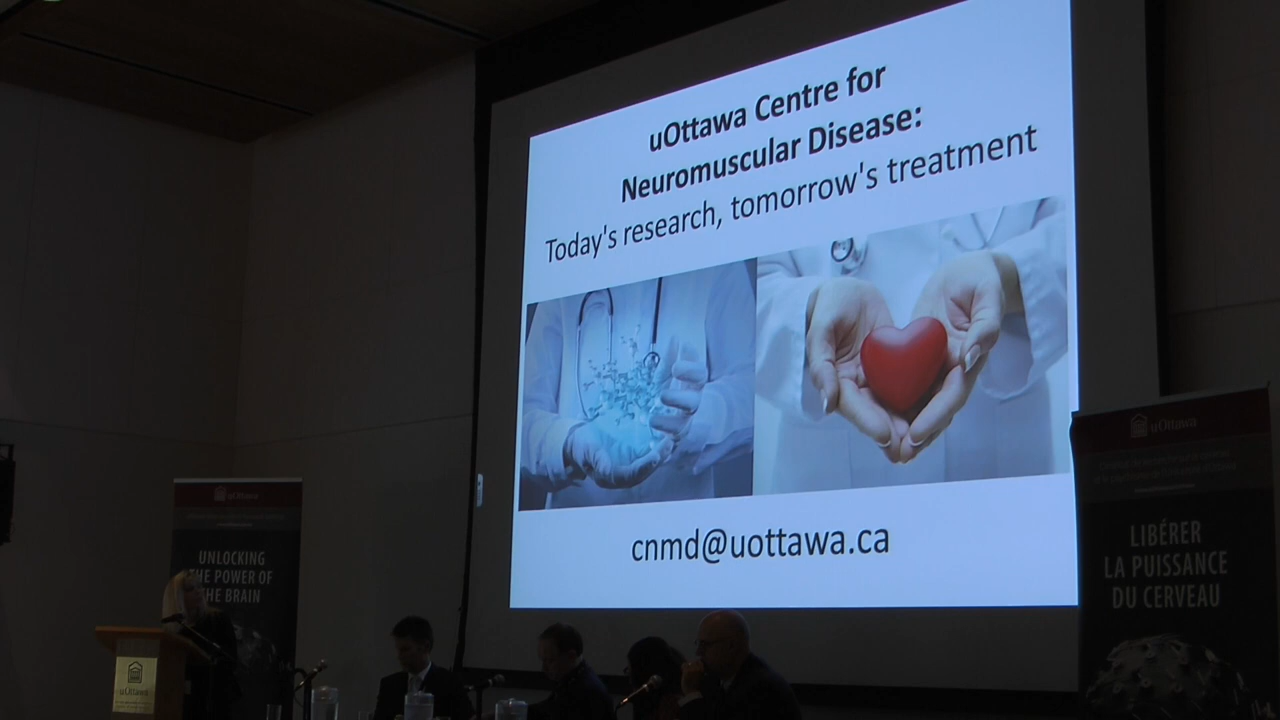 uOttawa Centre for
Neuromuscular Disease:
Today's research, tomorrow's treatment
cnmd@uottawa.ca
uOttawa
UNLOCKING
THE POWER OF
THE BRAIN
uOttawa
uOttawa
LIBÉRER
LA PUISSANCE
DU CERVEAU